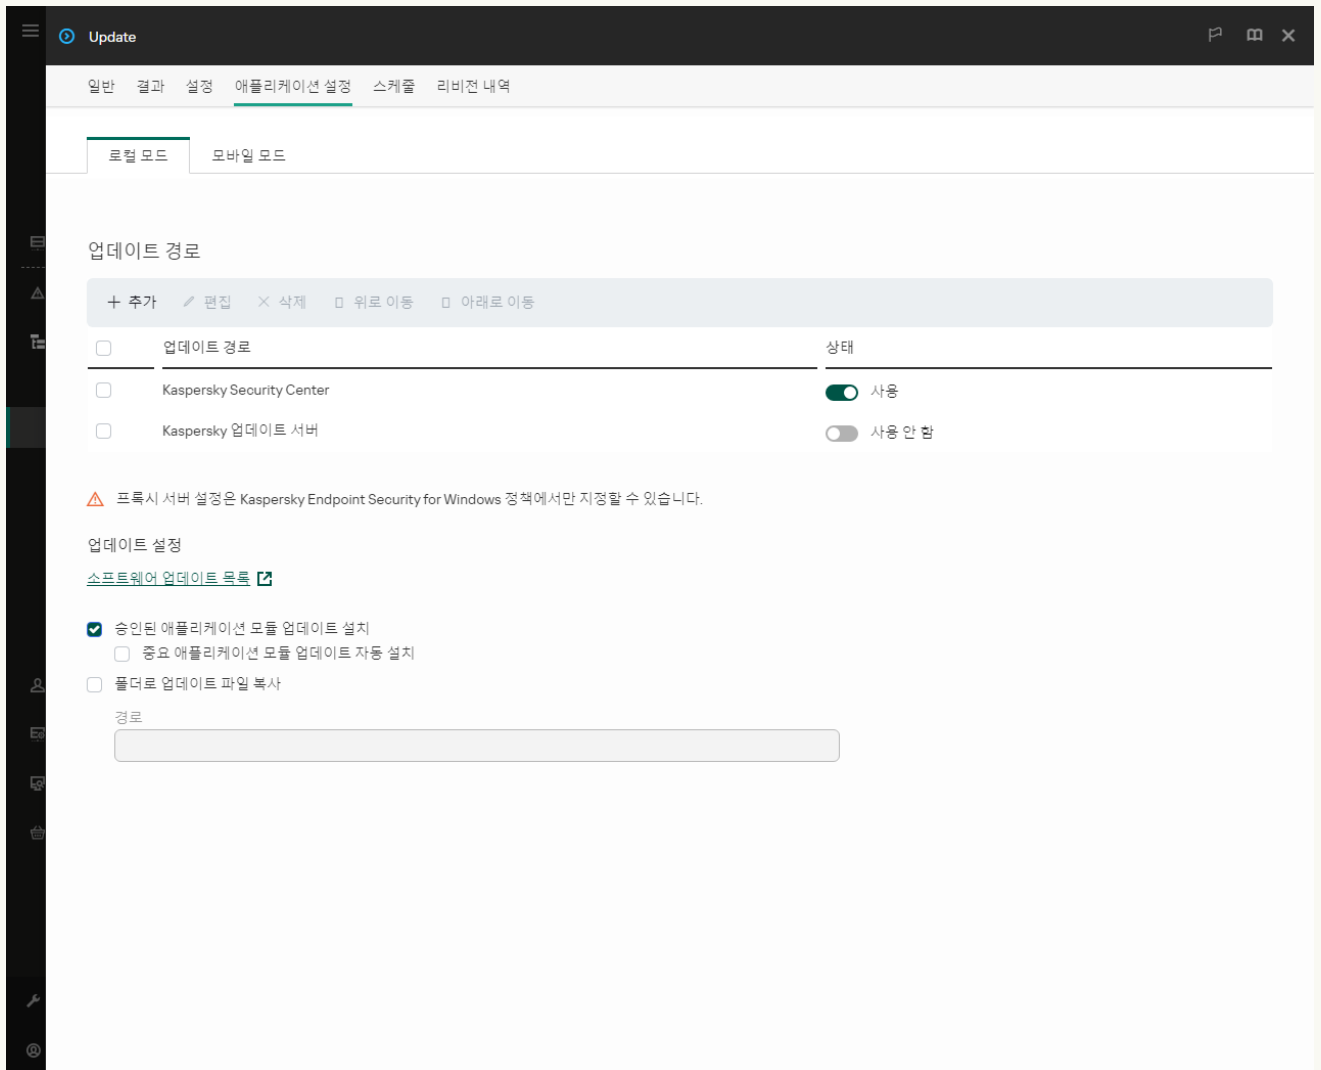 Update
일반 결과 설정 애플리케이션 설정 스케줄 리비전 내역
로컬 모드 모바일 모드
업데이트 경로
추가 편집 삭제 위로 이동 아래로 이동
업데이트 경로 상태
Kaspersky Security Center 사용
Kaspersky 업데이트 서버 사용 안 함
프록시 서버 설정은 Kaspersky Endpoint Security for Windows 정책에서만 지정할 수 있습니다.
업데이트 설정
소프트웨어 업데이트 목록
승인된 애플리케이션 모듈 업데이트 설치
중요 애플리케이션 모듈 업데이트 자동 설치
폴더로 업데이트 파일 복사
경로